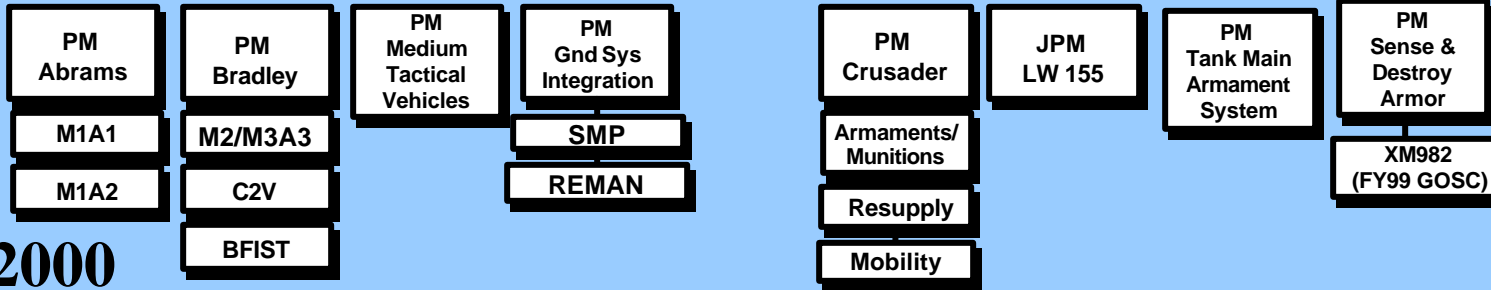 PM
Abrams
M1A1
M1A2
PM
Bradley
M2/M3A3
C2V
BFIST
PM
Medium
Tactical
Vehicles
PM
Gnd Sys
Integration
SMP
REMAN
PM
Crusader
Armaments/
Munitions
Resupply
Mobility
JPM
LW 155
PM
Tank Main
Armament
System
PM
Sense &
Destroy
Armor
XM982
(FY99 GOSC)
2000